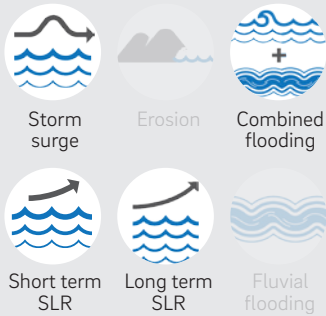 Storm
surge
Erosion
Combined
flooding
Short term
SLR
Long term
SLR
Fluvial
flooding